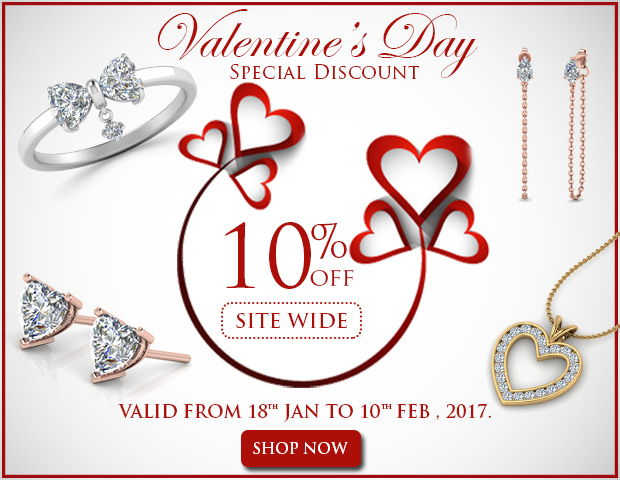 Valentine's Day
Special Discount
10% OFF
SITE WIDE
VALID FROM 18TH JAN TO 10TH FEB , 2017.
SHOP NOW